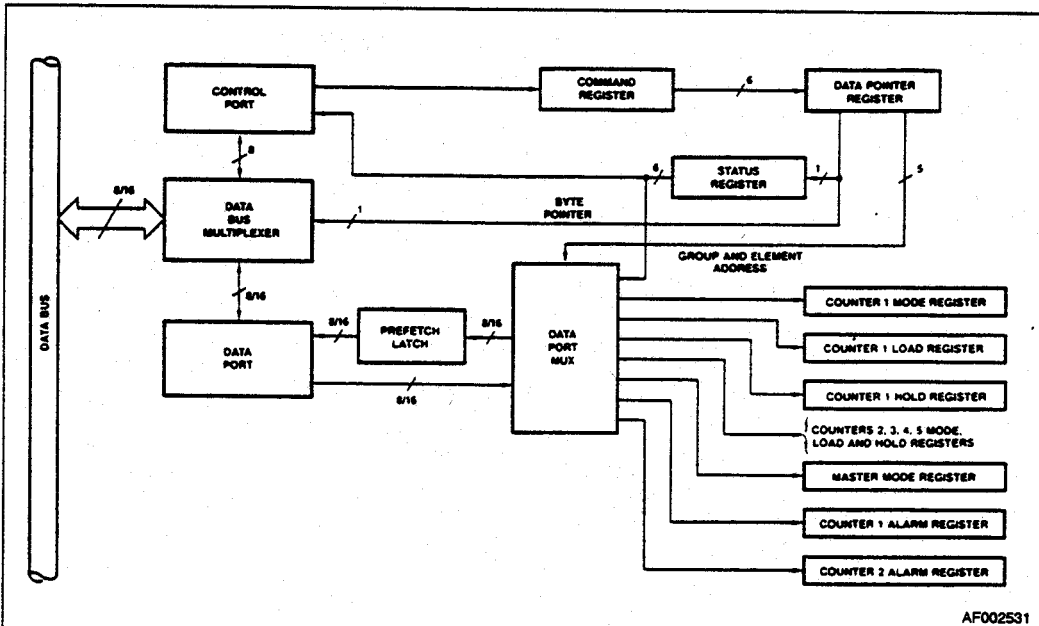 CONTROL
PORT
COMMAND
REGISTER
6
DATA POINTER
REGISTER
8
6
STATUS
REGISTER
1
5
8/16
DATA
BUS
MULTIPLEXER
1
BYTE
POINTER
GROUP AND ELEMENT
ADDRESS
8/16
DATA BUS
DATA
PORT
8/16
PREFETCH
LATCH
8/16
DATA
PORT
MUX
8/16
COUNTER 1 MODE REGISTER
COUNTER 1 LOAD REGISTER
COUNTER 1 HOLD REGISTER
COUNTERS 2, 3, 4, 5 MODE,
LOAD AND HOLD REGISTERS
MASTER MODE REGISTER
COUNTER 1 ALARM REGISTER
COUNTER 2 ALARM REGISTER
AF002531